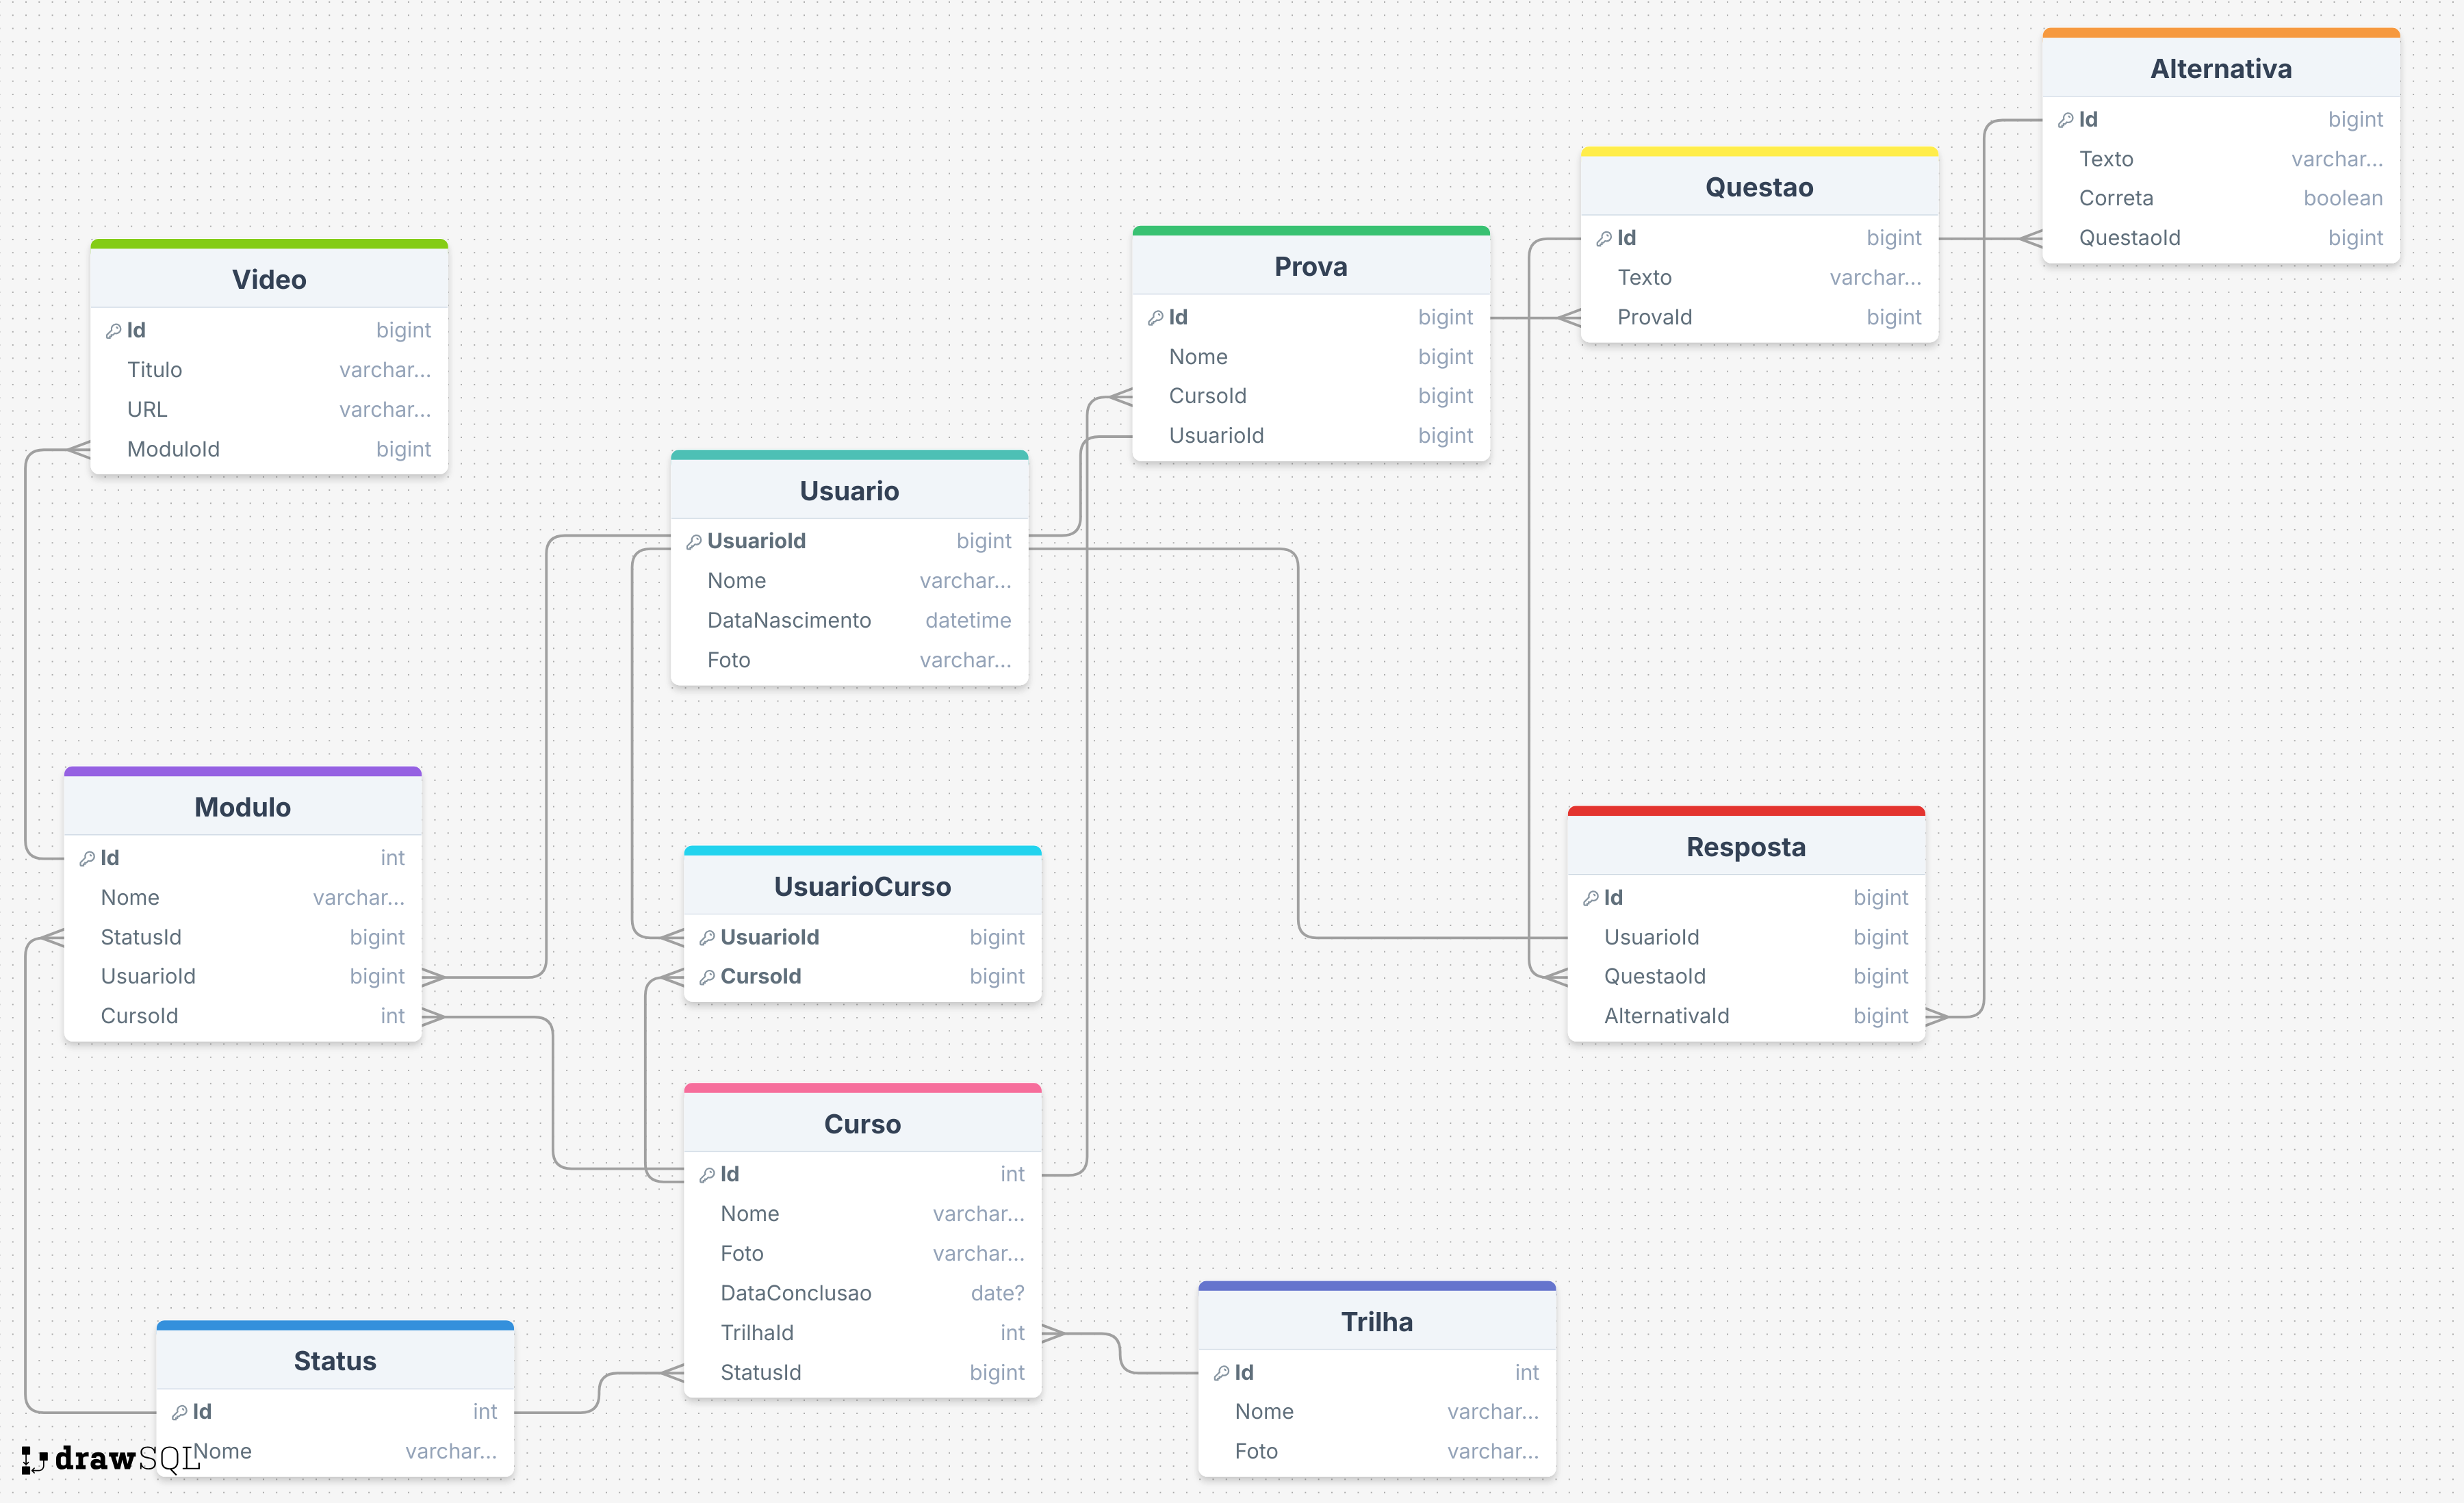 Alternativa
Id bigint
Texto varchar...
Correta boolean
QuestaoId bigint
Questao
Id bigint
Texto varchar...
ProvaId bigint
Prova
Id bigint
Nome bigint
CursoId bigint
UsuarioId bigint
Video
Id bigint
Titulo varchar...
URL varchar...
ModuloId bigint
Usuario
UsuarioId bigint
Nome varchar...
DataNascimento datetime
Foto varchar...
Modulo
Id int
Nome varchar...
StatusId bigint
UsuarioId bigint
CursoId int
UsuarioCurso
UsuarioId bigint
CursoId bigint
Resposta
Id bigint
UsuarioId bigint
QuestaoId bigint
AlternativaId bigint
Curso
Id int
Nome varchar...
Foto varchar...
DataConclusao date?
TrilhaId int
StatusId bigint
Trilha
Id int
Nome varchar...
Foto varchar...
Status
Id int
Nome varchar...
drawSQL